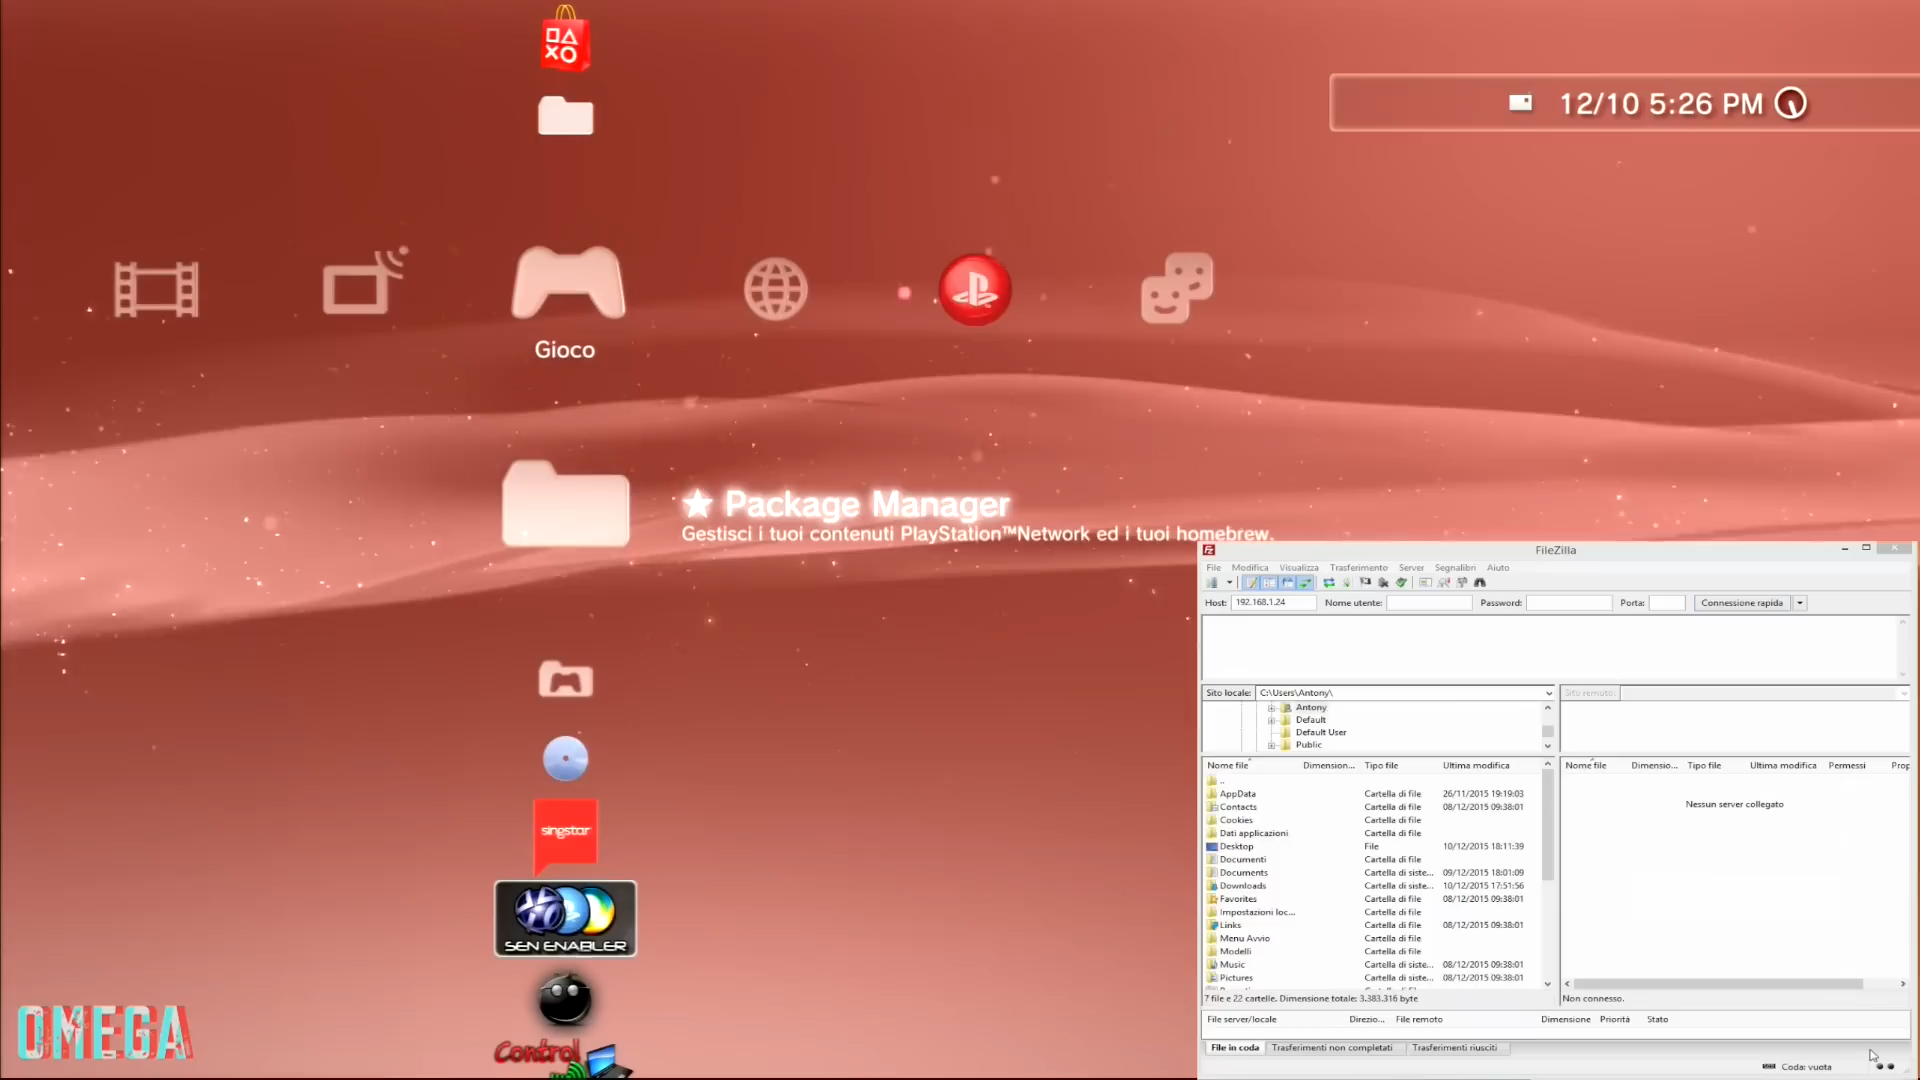 12/10 5:26 PM
Gioco
★ Package Manager
Gestisci i tuoi contenuti PlayStation™Network ed i tuoi homebrew.
singstar
SEN ENABLER
Control
OMEGA
FileZilla
File Modifica Visualizza Trasferimento Server Segnalibri Aiuto
Host: 192.168.1.24 Nome utente: Password: Porta: Connessione rapida
Sito locale: C:\Users\Antony\ Sito remoto:
Antony
Default
Default User
Public
Nome file Dimension... Tipo file Ultima modifica
..
AppData Cartella di file 26/11/2015 19:19:03
Contacts Cartella di file 08/12/2015 09:38:01
Cookies Cartella di file
Dati applicazioni Cartella di file
Desktop File 10/12/2015 18:11:39
Documenti Cartella di file
Documents Cartella di siste... 09/12/2015 18:01:09
Downloads Cartella di siste... 10/12/2015 17:51:56
Favorites Cartella di file 08/12/2015 09:38:01
Impostazioni loc... Cartella di file
Links Cartella di file 08/12/2015 09:38:01
Menu Avvio Cartella di file
Modelli Cartella di file
Music Cartella di siste... 08/12/2015 09:38:01
Pictures Cartella di siste... 08/12/2015 09:38:01
7 file e 22 cartelle. Dimensione totale: 3.383.316 byte
Nome file Dimensio... Tipo file Ultima modifica Permessi Prop
Nessun server collegato
Non connesso.
File server/locale Direzio... File remoto Dimensione Priorità Stato
File in coda Trasferimenti non completati Trasferimenti riusciti
Coda: vuota